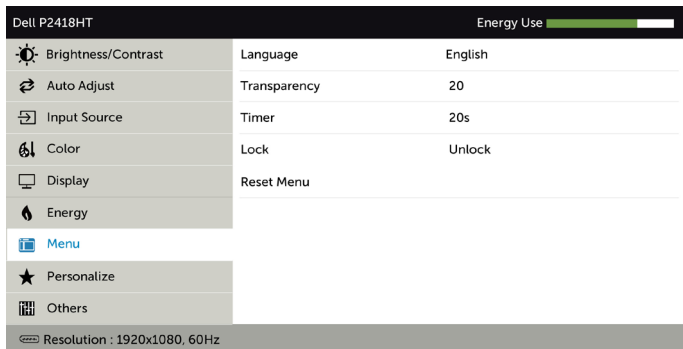 Dell P2418HT Energy Use
Brightness/Contrast Language English
Auto Adjust Transparency 20
Input Source Timer 20s
Color Lock Unlock
Display Reset Menu
Energy
Menu
Personalize
Others
Resolution : 1920x1080, 60Hz